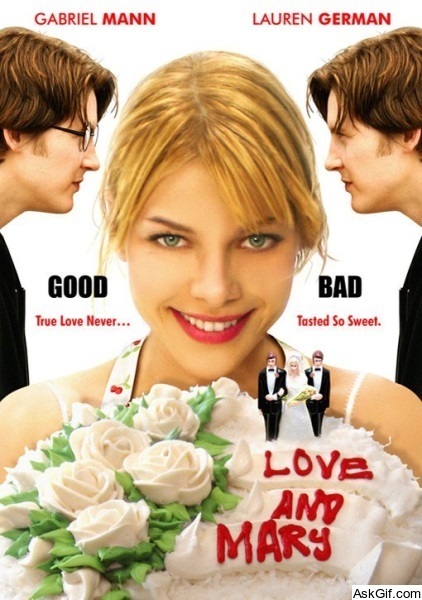 GABRIEL MANN
LAUREN GERMAN
GOOD
BAD
True Love Never...
Tasted So Sweet.
LOVE
AND
MARY
AskGif.com